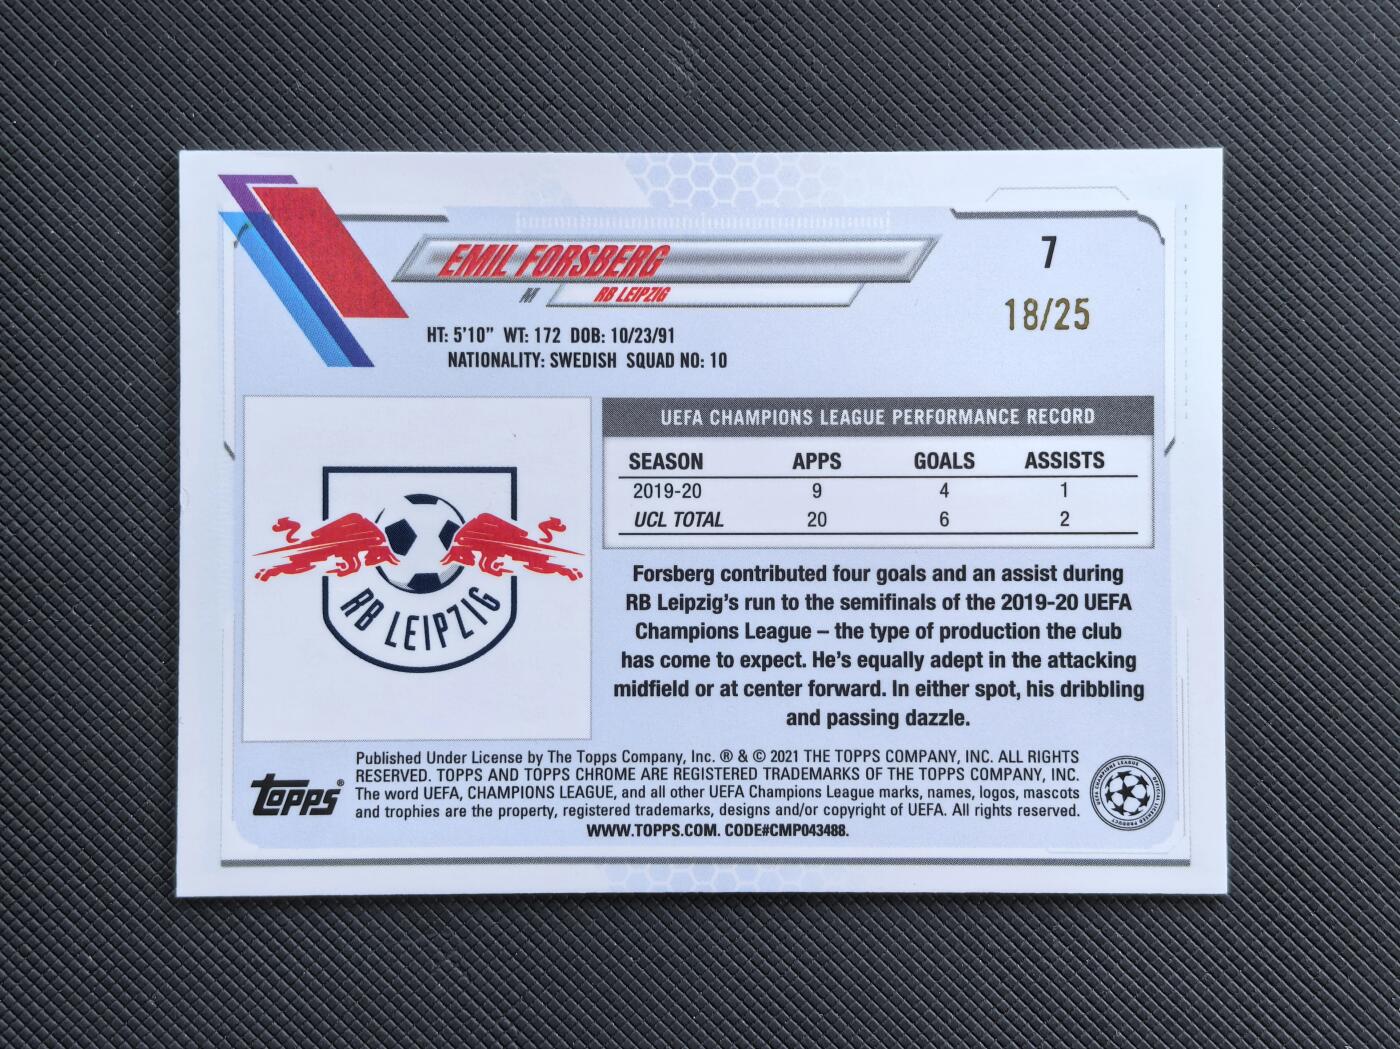 EMIL FORSBERG
7
M RB LEIPZIG
18/25
HT: 5'10" WT: 172 DOB: 10/23/91
NATIONALITY: SWEDISH SQUAD NO: 10
UEFA CHAMPIONS LEAGUE PERFORMANCE RECORD
SEASON APPS GOALS ASSISTS
2019-20 9 4 1
UCL TOTAL 20 6 2
RB LEIPZIG
Forsberg contributed four goals and an assist during
RB Leipzig's run to the semifinals of the 2019-20 UEFA
Champions League – the type of production the club
has come to expect. He's equally adept in the attacking
midfield or at center forward. In either spot, his dribbling
and passing dazzle.
Published Under License by The Topps Company, Inc. ® & © 2021 THE TOPPS COMPANY, INC. ALL RIGHTS
RESERVED. TOPPS AND TOPPS CHROME ARE REGISTERED TRADEMARKS OF THE TOPPS COMPANY, INC.
The word UEFA, CHAMPIONS LEAGUE, and all other UEFA Champions League marks, names, logos, mascots
and trophies are the property, registered trademarks, designs and/or copyright of UEFA. All rights reserved.
WWW.TOPPS.COM. CODE#CMP043488.
Topps®
UEFA CHAMPIONS LEAGUE
OFFICIAL LICENSED PRODUCT